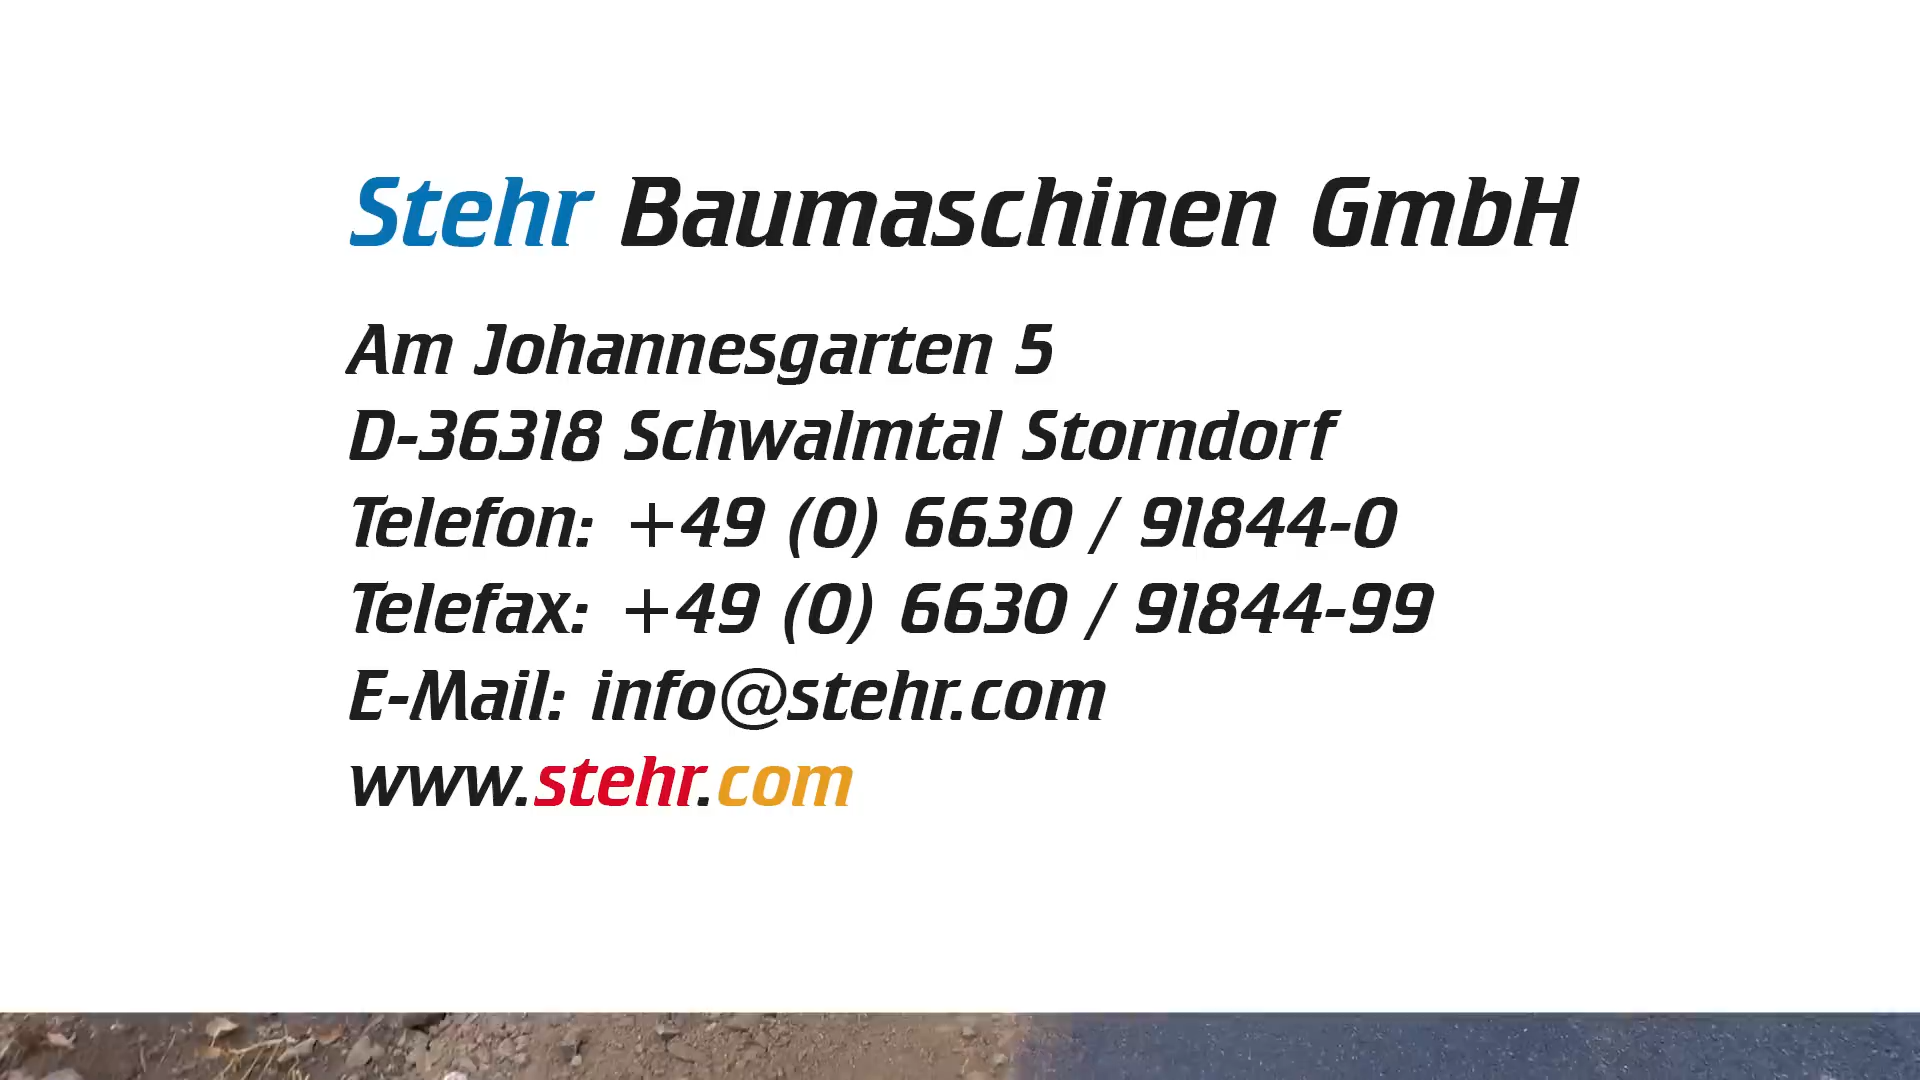 Stehr Baumaschinen GmbH
Am Johannesgarten 5
D-36318 Schwalmtal Storndorf
Telefon: +49 (0) 6630 / 91844-0
Telefax: +49 (0) 6630 / 91844-99
E-Mail: info@stehr.com
www.stehr.com